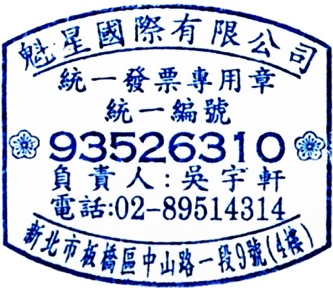 魁星國際有限公司
統一發票專用章
統一編號
93526310
負責人:吳宇軒
電話:02-89514314
新北市板橋區中山路一段9號(4樓)